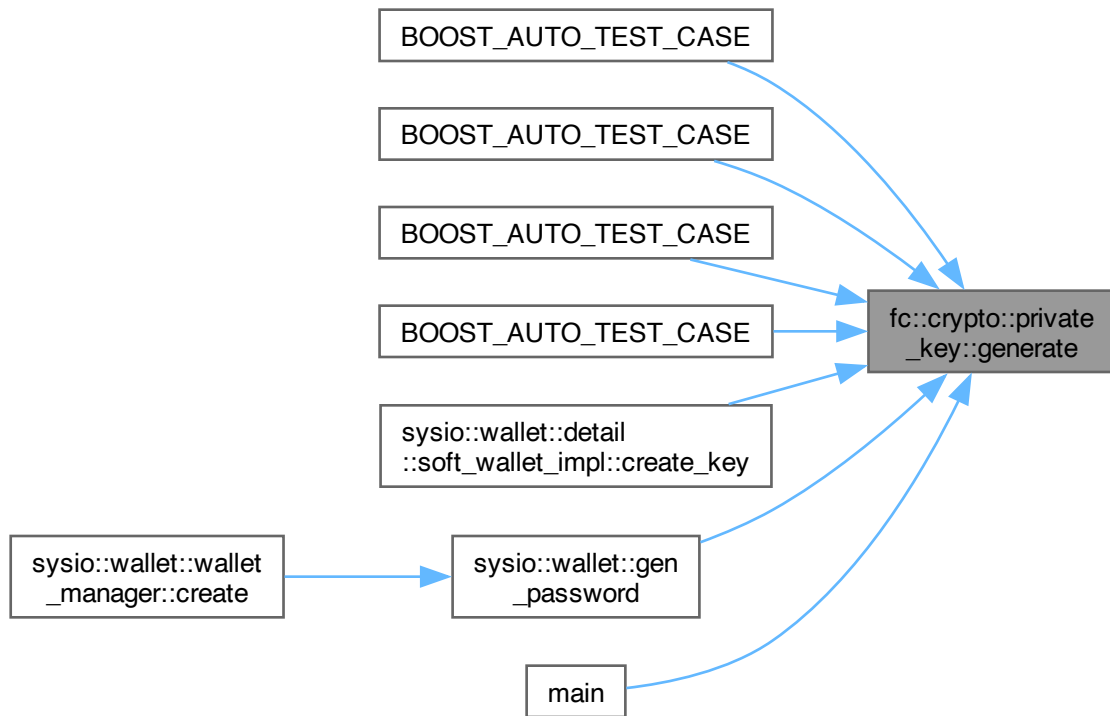 BOOST_AUTO_TEST_CASE
BOOST_AUTO_TEST_CASE
BOOST_AUTO_TEST_CASE
BOOST_AUTO_TEST_CASE
fc::crypto::private
_key::generate
sysio::wallet::detail
::soft_wallet_impl::create_key
sysio::wallet::wallet
_manager::create
sysio::wallet::gen
_password
main